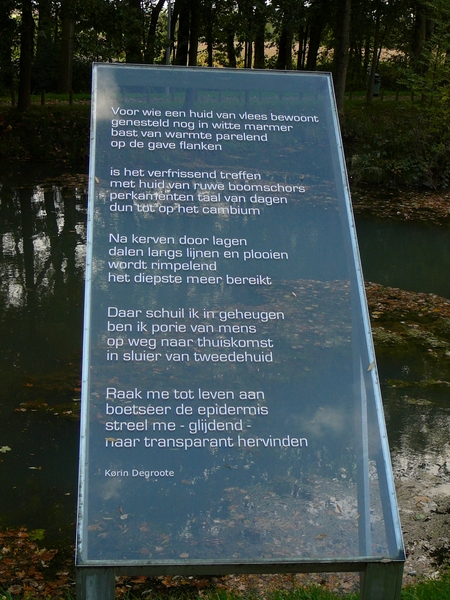 Voor wie een huid van vlees bewoont
genesteld nog in witte marmer
bast van warmte parelend
op de gave flanken
is het verfrissend treffen
met huid van ruwe boomschors
perkamenten taal van dagen
dun tot op het cambium
Na kerven door lagen
dalen langs lijnen en plooien
wordt rimpelend
het diepste meer bereikt
Daar schuil ik in geheugen
ben ik porie van mens
op weg naar thuiskomst
in sluier van tweedehuid
Raak me tot leven aan
boetseer de epidermis
streel me - glijdend -
naar transparant hervinden
Karin Degroote